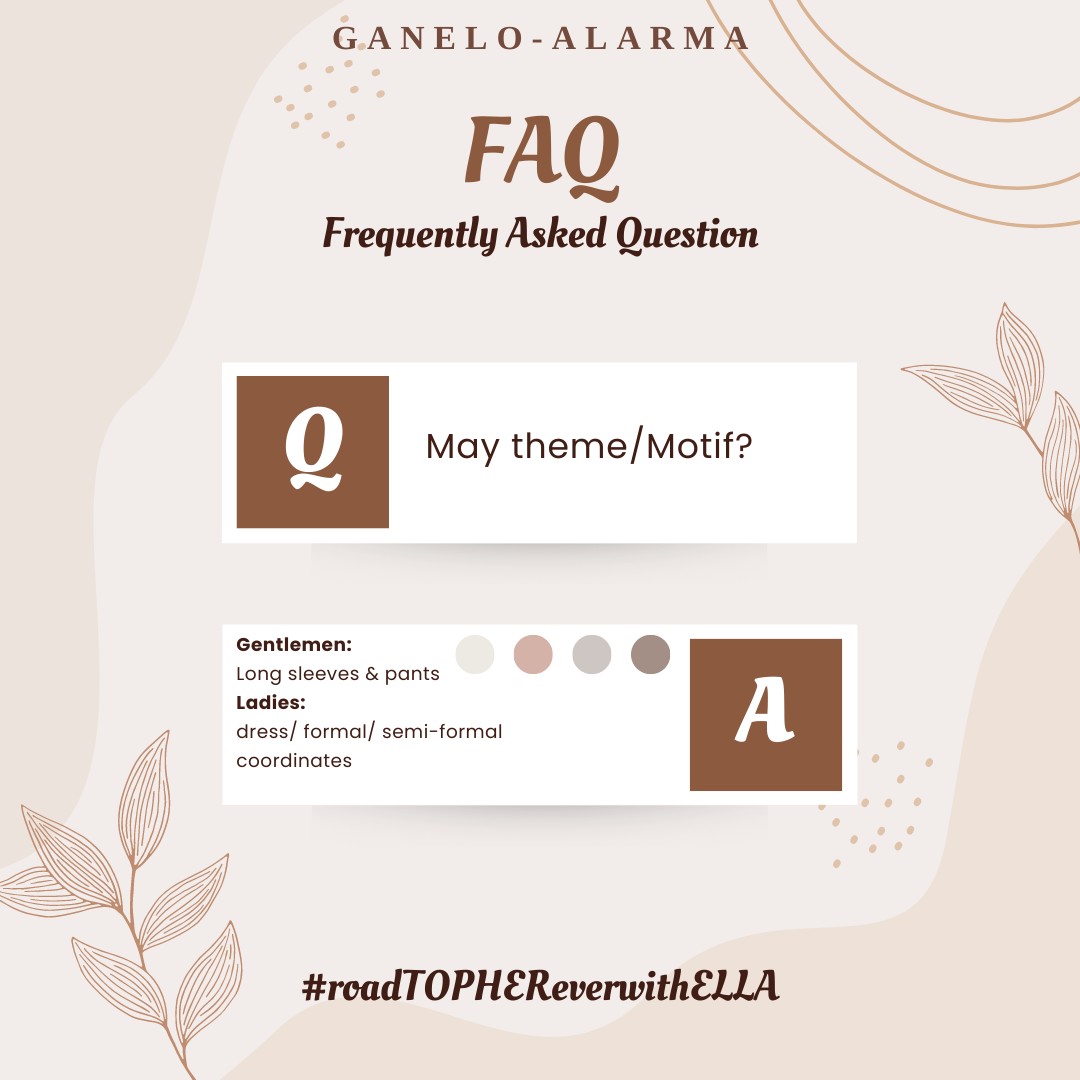 GANELO-ALARMA
FAQ
Frequently Asked Question
Q
May theme/Motif?
Gentlemen:
Long sleeves & pants
Ladies:
dress/ formal/ semi-formal
coordinates
A
#roadTOPHEReverwithELLA